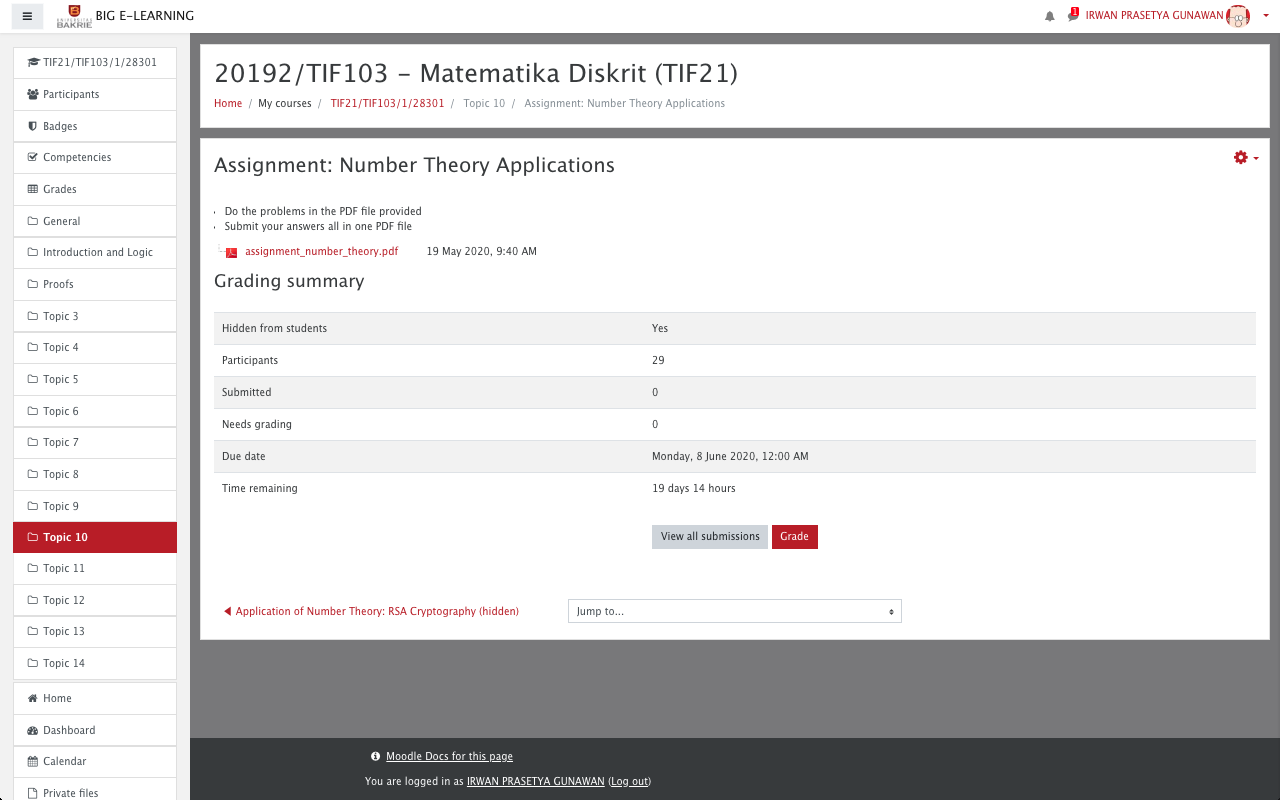 UNIVERSITAS
BAKRIE
BIG E-LEARNING
1
IRWAN PRASETYA GUNAWAN
TIF21/TIF103/1/28301
Participants
Badges
Competencies
Grades
General
Introduction and Logic
Proofs
Topic 3
Topic 4
Topic 5
Topic 6
Topic 7
Topic 8
Topic 9
Topic 10
Topic 11
Topic 12
Topic 13
Topic 14
Home
Dashboard
Calendar
Private files
20192/TIF103 – Matematika Diskrit (TIF21)
Home / My courses / TIF21/TIF103/1/28301 / Topic 10 / Assignment: Number Theory Applications
Assignment: Number Theory Applications
Do the problems in the PDF file provided
Submit your answers all in one PDF file
assignment_number_theory.pdf 19 May 2020, 9:40 AM
Grading summary
Hidden from students Yes
Participants 29
Submitted 0
Needs grading 0
Due date Monday, 8 June 2020, 12:00 AM
Time remaining 19 days 14 hours
View all submissions Grade
◀ Application of Number Theory: RSA Cryptography (hidden) Jump to...
Moodle Docs for this page
You are logged in as IRWAN PRASETYA GUNAWAN (Log out)